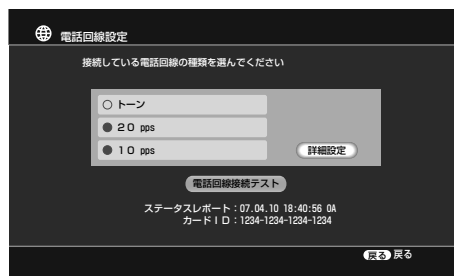 電話回線設定
接続している電話回線の種類を選んでください
○ トーン
● 20 pps
● 10 pps
詳細設定
電話回線接続テスト
ステータスレポート：07.04.10 18:40:56 0A
カードID：1234-1234-1234-1234
戻る 戻る